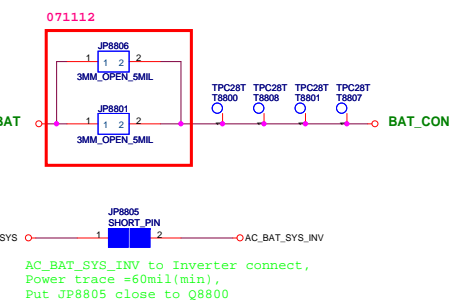 071112
JP8806
1 1 2 2
3MM_OPEN_5MIL
JP8801
1 1 2 2
3MM_OPEN_5MIL
TPC28T TPC28T TPC28T TPC28T
T8800 T8808 T8801 T8807
BAT
BAT_CON
JP8805
SHORT_PIN
SYS 1 2 AC_BAT_SYS_INV
AC_BAT_SYS_INV to Inverter connect,
Power trace =60mil(min),
Put JP8805 close to Q8800